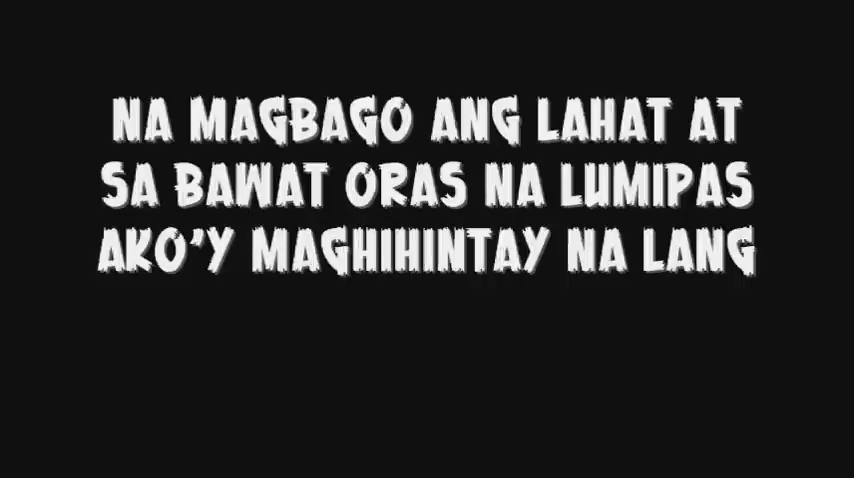 NA MAGBAGO ANG LAHAT AT
SA BAWAT ORAS NA LUMIPAS
AKO'Y MAGHIHINTAY NA LANG